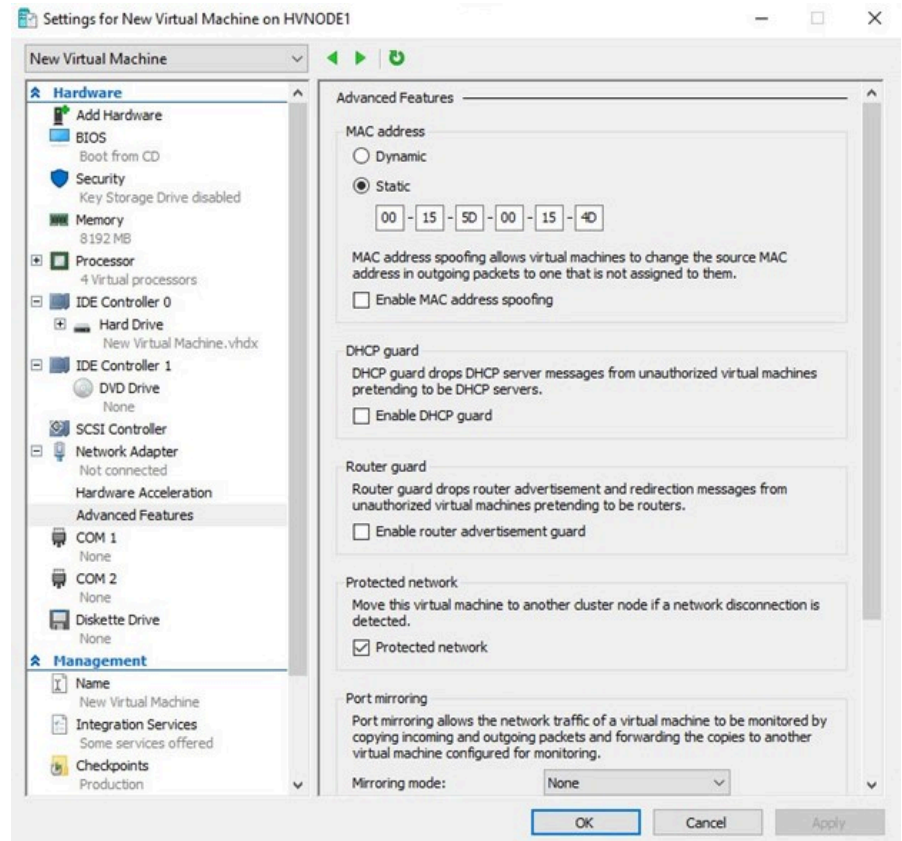 Settings for New Virtual Machine on HVNODE1
New Virtual Machine
Hardware
Add Hardware
BIOS
Boot from CD
Security
Key Storage Drive disabled
Memory
8192 MB
Processor
4 Virtual processors
IDE Controller 0
Hard Drive
New Virtual Machine.vhdx
IDE Controller 1
DVD Drive
None
SCSI Controller
Network Adapter
Not connected
Hardware Acceleration
Advanced Features
COM 1
None
COM 2
None
Diskette Drive
None
Management
Name
New Virtual Machine
Integration Services
Some services offered
Checkpoints
Production
Advanced Features
MAC address
Dynamic
Static
00 - 15 - 5D - 00 - 15 - 4D
MAC address spoofing allows virtual machines to change the source MAC
address in outgoing packets to one that is not assigned to them.
Enable MAC address spoofing
DHCP guard
DHCP guard drops DHCP server messages from unauthorized virtual machines
pretending to be DHCP servers.
Enable DHCP guard
Router guard
Router guard drops router advertisement and redirection messages from
unauthorized virtual machines pretending to be routers.
Enable router advertisement guard
Protected network
Move this virtual machine to another cluster node if a network disconnection is
detected.
Protected network
Port mirroring
Port mirroring allows the network traffic of a virtual machine to be monitored by
copying incoming and outgoing packets and forwarding the copies to another
virtual machine configured for monitoring.
Mirroring mode: None
OK Cancel Apply